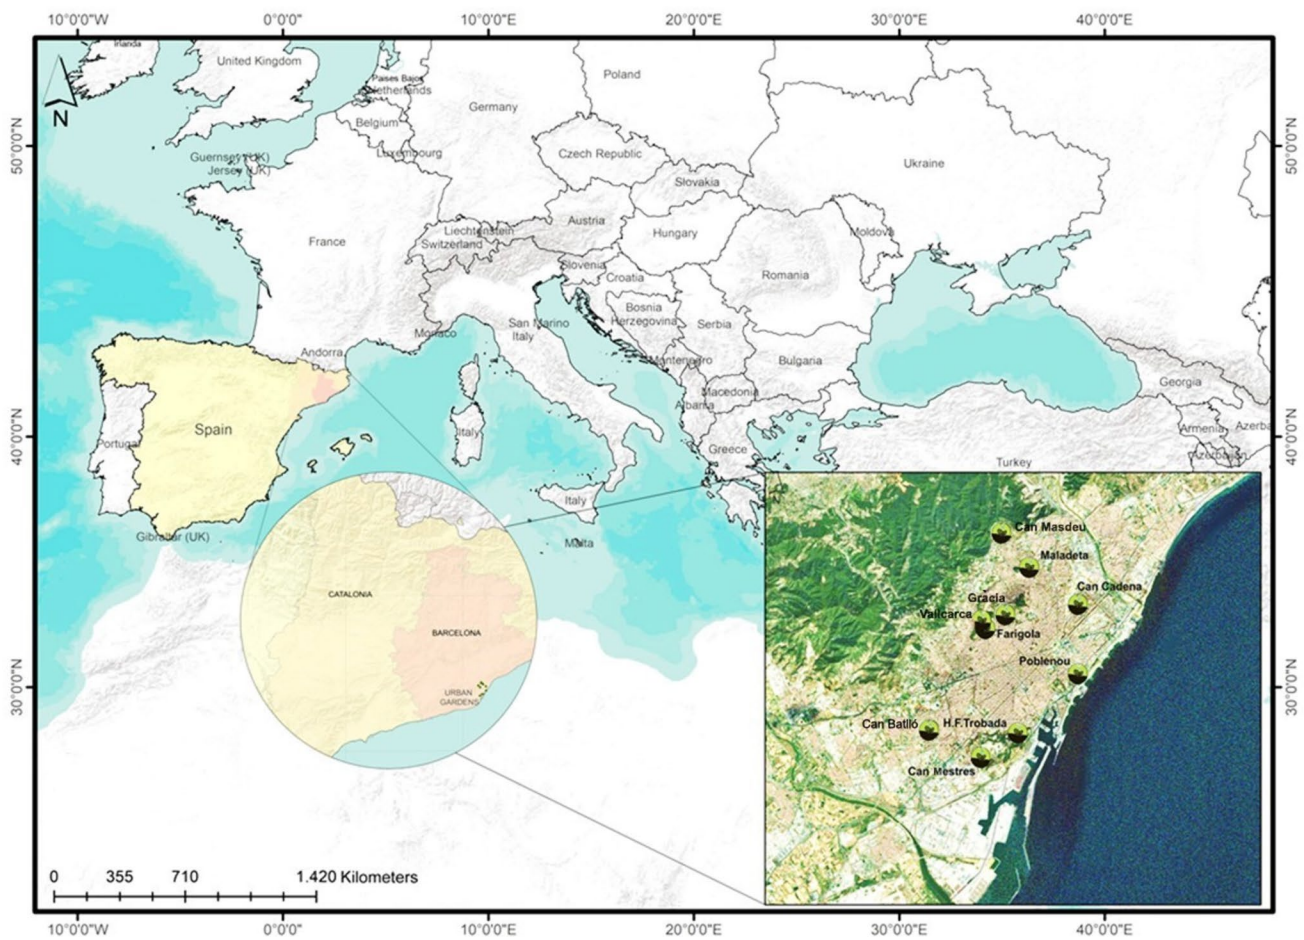 10°0'0"W 0°0'0" 10°0'0"E 20°0'0"E 30°0'0"E 40°0'0"E
Irlanda
United Kingdom
Paises Bajos
Netherlands
Poland
Germany
N
Belgium
50°0'0"N
50°0'0"N
Luxembourg
Czech Republic
Guernsey (UK)
Jersey (UK)
Ukraine
Slovakia
Austria
Liechtenstein
Switzerland
Hungary
Moldova
France
Slovenia
Croatia
Romania
Bosnia
Herzegovina
San Marino
Italy
Serbia
Monaco
Andorra
Montenegro
Bulgaria
Georgia
Macedonia
Albania
Spain
Italy
Portugal
40°0'0"N
40°0'0"N
Armenia
Azerba
Azerbaijan
Greece
Turkey
Italy
Gibraltar (UK)
Malta
Can Masdeu
Maladeta
Can Cadena
Gràcia
Vallcarca
Farigola
CATALONIA
BARCELONA
Poblenou
URBAN
GARDENS
30°0'0"N
30°0'0"N
Can Batlló
H.F.Trobada
Can Mestres
0 355 710 1.420 Kilometers
10°0'0"W 0°0'0" 10°0'0"E 20°0'0"E 30°0'0"E 40°0'0"E